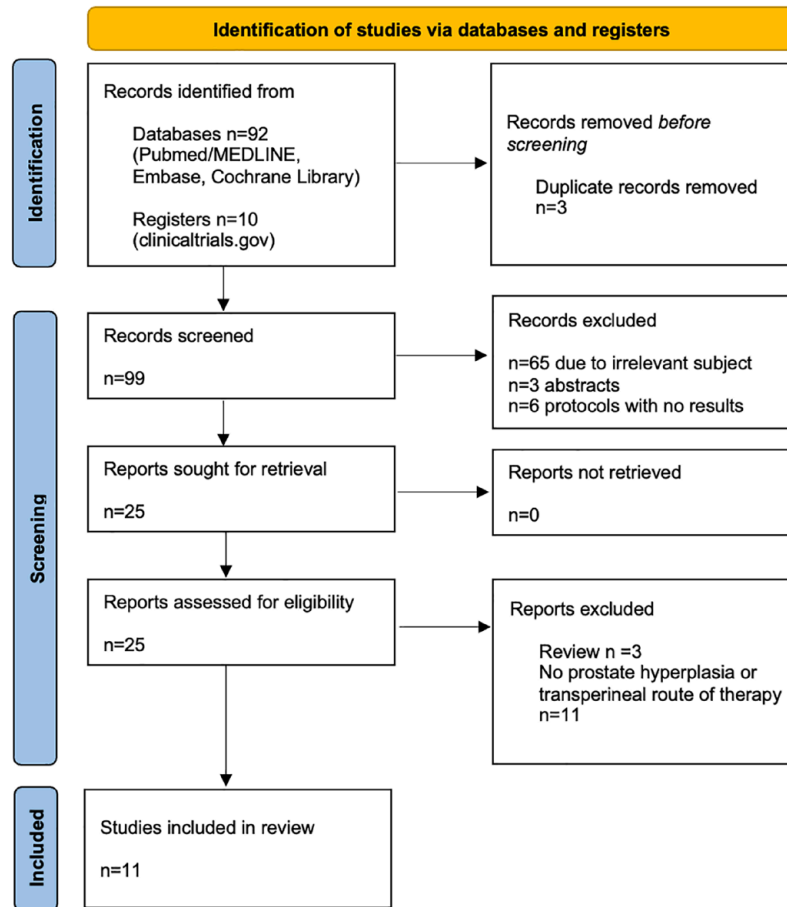 Identification of studies via databases and registers
Identification
Records identified from
Databases n=92
(Pubmed/MEDLINE,
Embase, Cochrane Library)
Registers n=10
(clinicaltrials.gov)
Records removed before
screening
Duplicate records removed
n=3
Screening
Records screened
n=99
Records excluded
n=65 due to irrelevant subject
n=3 abstracts
n=6 protocols with no results
Reports sought for retrieval
n=25
Reports not retrieved
n=0
Reports assessed for eligibility
n=25
Reports excluded
Review n =3
No prostate hyperplasia or
transperineal route of therapy
n=11
Included
Studies included in review
n=11